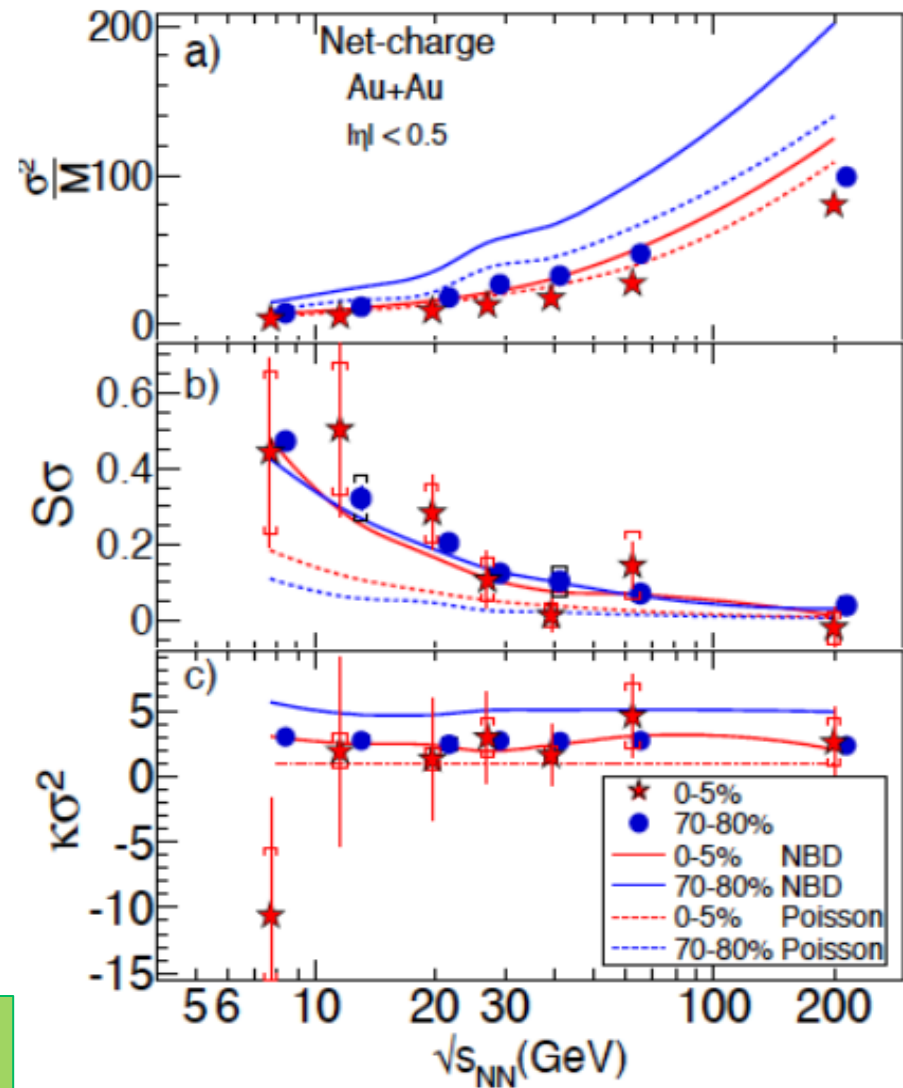 200
a)
Net-charge
Au+Au
|η| < 0.5
σ²/M
100
0
b)
0.6
0.4
Sσ
0.2
0
c)
5
0
κσ²
-5
-10
-15
0-5%
70-80%
0-5% NBD
70-80% NBD
0-5% Poisson
70-80% Poisson
5 6 10 20 30 100 200
√sNN(GeV)